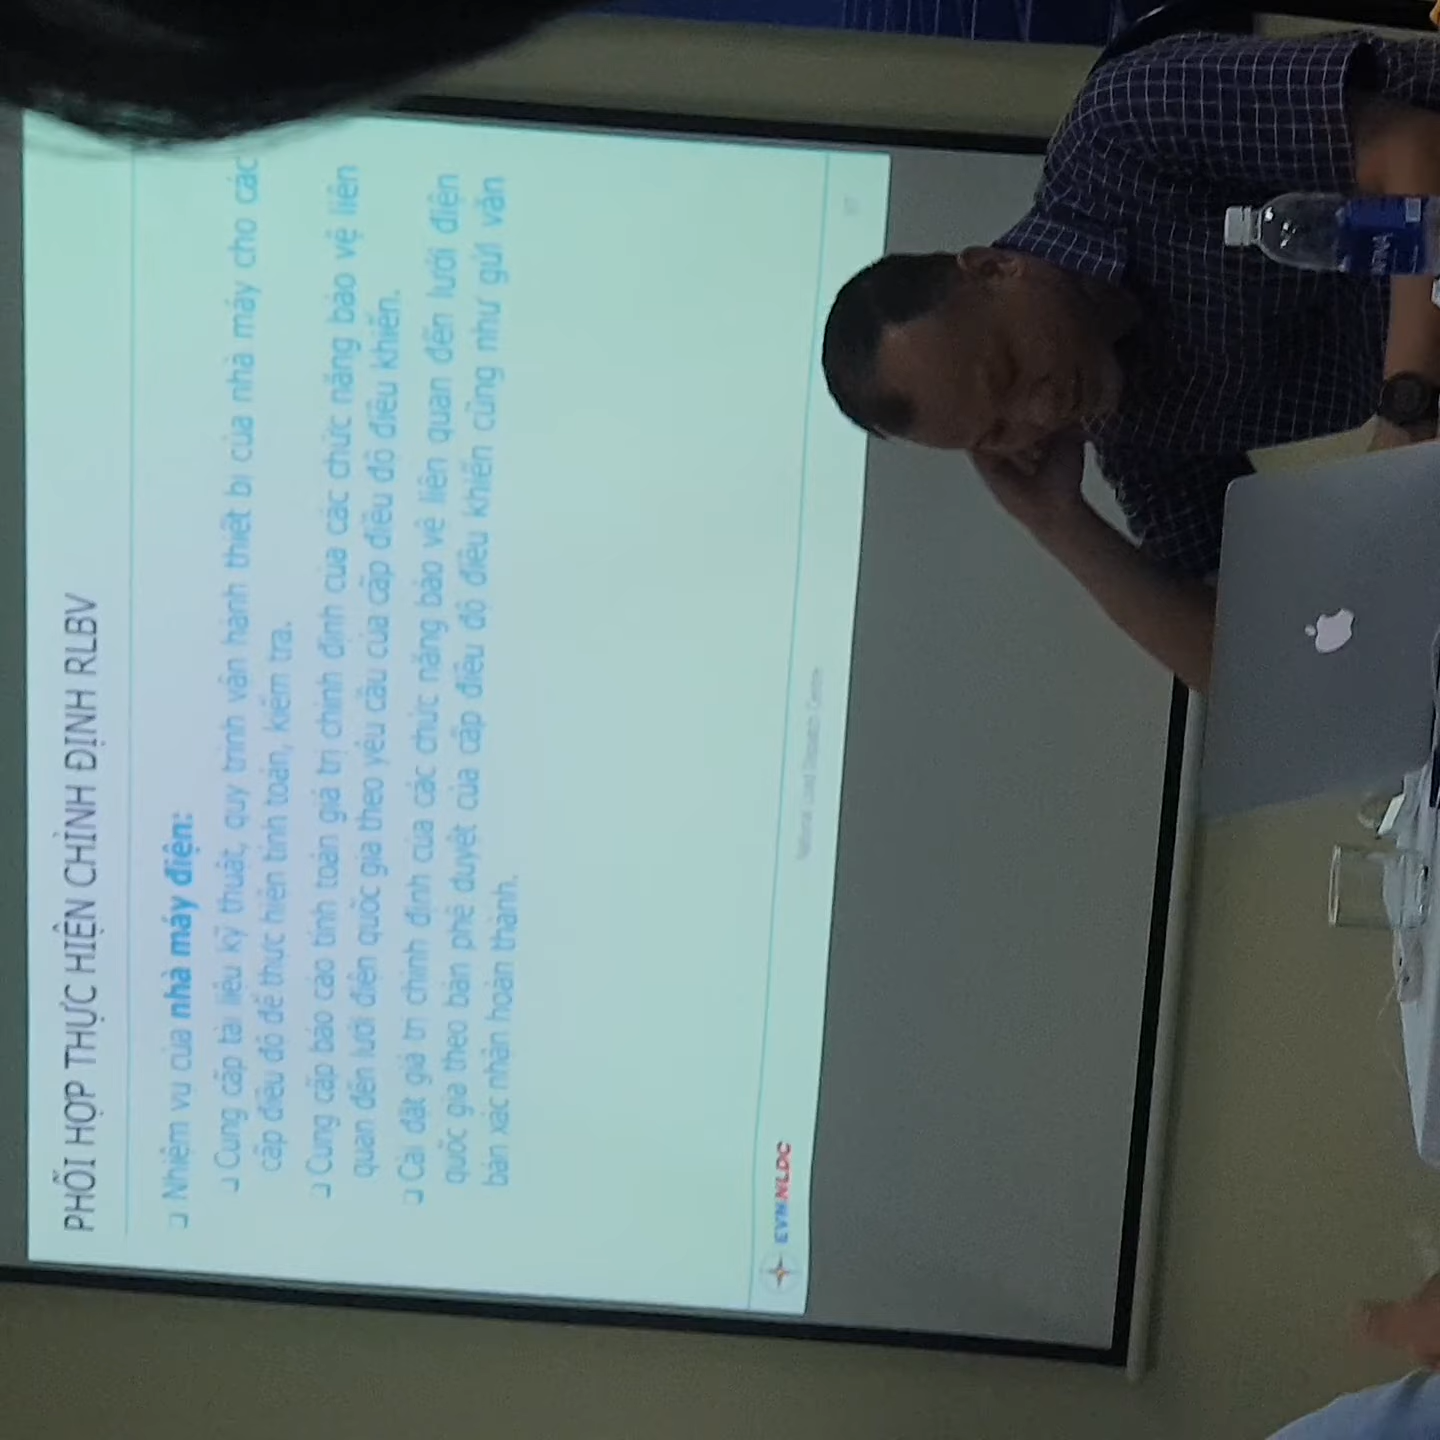 PHỐI HỢP THỰC HIỆN CHỈNH ĐỊNH RLBV
❑ Nhiệm vụ của nhà máy điện:
❑ Cung cấp tài liệu kỹ thuật, quy trình vận hành thiết bị của nhà máy cho các
cấp điều độ để thực hiện tính toán, kiểm tra.
❑ Cung cấp báo cáo tính toán giá trị chỉnh định của các chức năng bảo vệ liên
quan đến lưới điện quốc gia theo yêu cầu của cấp điều độ điều khiển.
❑ Cài đặt giá trị chỉnh định của các chức năng bảo vệ liên quan đến lưới điện
quốc gia theo bản phê duyệt của cấp điều độ điều khiển cũng như gửi văn
bản xác nhận hoàn thành.
EVNNLDC
National Load Dispatch Centre